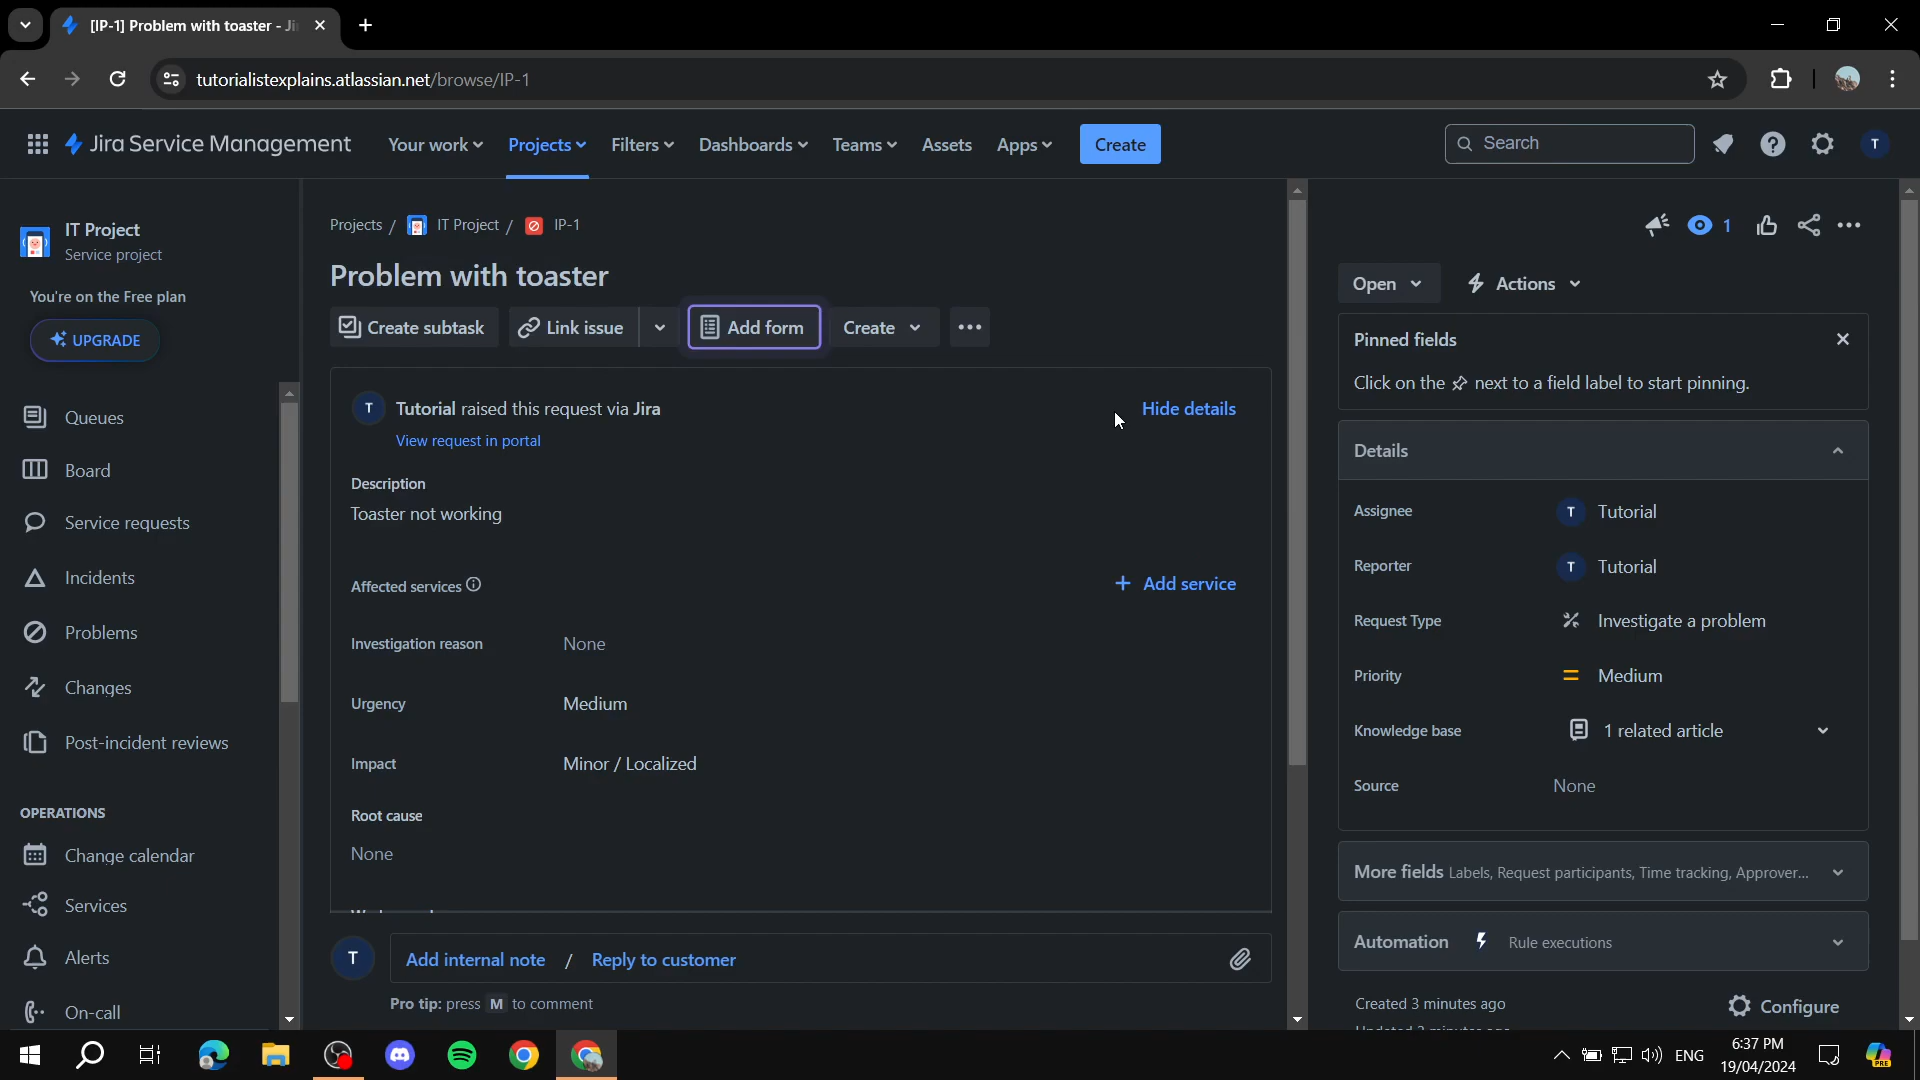 [IP-1] Problem with toaster - Ji
tutorialistexplains.atlassian.net/browse/IP-1
Jira Service Management
Your work
Projects
Filters
Dashboards
Teams
Assets
Apps
Create
Search
T
IT Project
Service project
You're on the Free plan
UPGRADE
Queues
Board
Service requests
Incidents
Problems
Changes
Post-incident reviews
OPERATIONS
Change calendar
Services
Alerts
On-call
Projects / IT Project / IP-1
Problem with toaster
Create subtask
Link issue
Add form
Create
T
Tutorial raised this request via Jira
Hide details
View request in portal
Description
Toaster not working
Affected services
+ Add service
Investigation reason
None
Urgency
Medium
Impact
Minor / Localized
Root cause
None
T
Add internal note / Reply to customer
Pro tip: press M to comment
1
Open
Actions
Pinned fields
Click on the next to a field label to start pinning.
Details
Assignee
T Tutorial
Reporter
T Tutorial
Request Type
Investigate a problem
Priority
Medium
Knowledge base
1 related article
Source
None
More fields Labels, Request participants, Time tracking, Approver...
Automation Rule executions
Created 3 minutes ago
Configure
ENG
6:37 PM
19/04/2024
PRE